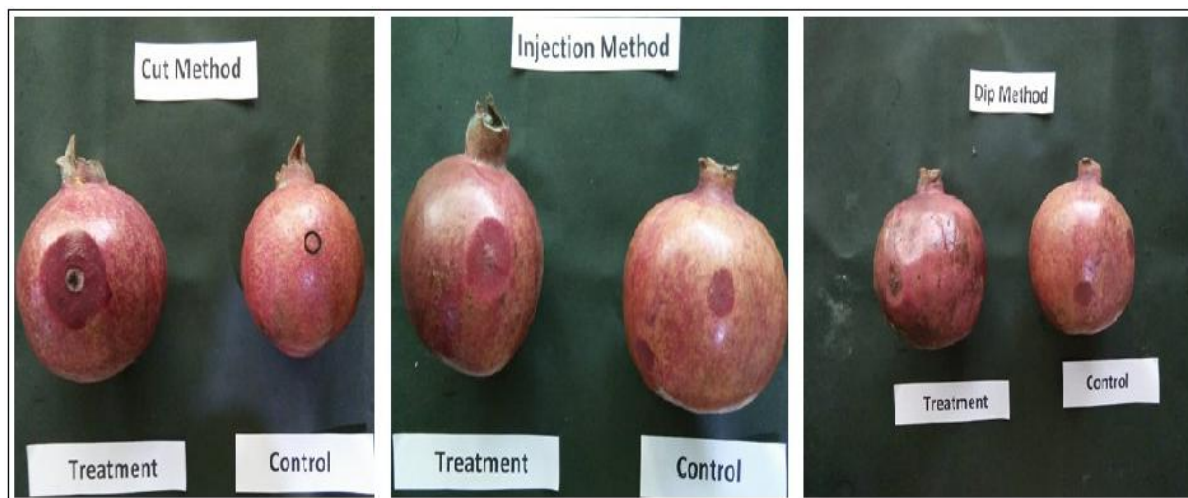 Cut Method
Treatment
Control
Injection Method
Treatment
Control
Dip Method
Treatment
Control